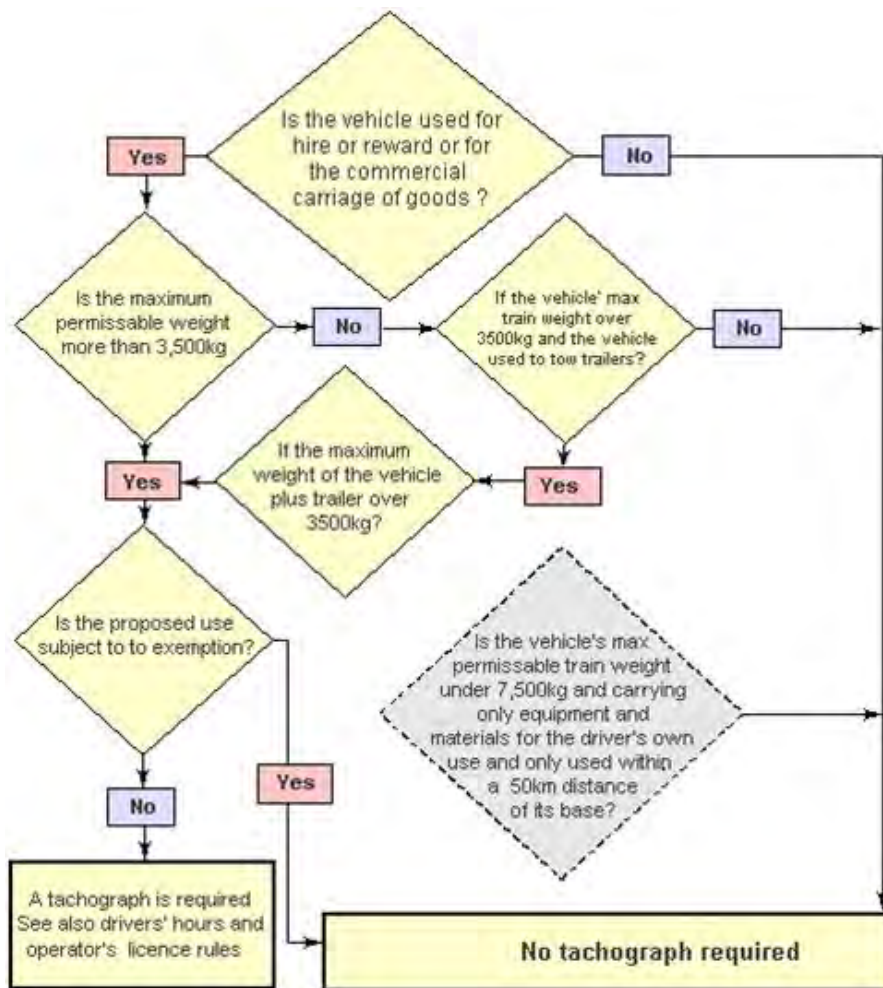 Is the vehicle used for
hire or reward or for
the commercial
carriage of goods ?
Yes
No
Is the maximum
permissable weight
more than 3,500kg
No
If the vehicle' max
train weight over
3500kg and the vehicle
used to tow trailers?
No
Yes
If the maximum
weight of the vehicle
plus trailer over
3500kg?
Yes
Is the proposed use
subject to to exemption?
Is the vehicle's max
permissable train weight
under 7,500kg and carrying
only equipment and
materials for the driver's own
use and only used within
a 50km distance
of its base?
Yes
No
A tachograph is required
See also drivers' hours and
operator's licence rules
No tachograph required